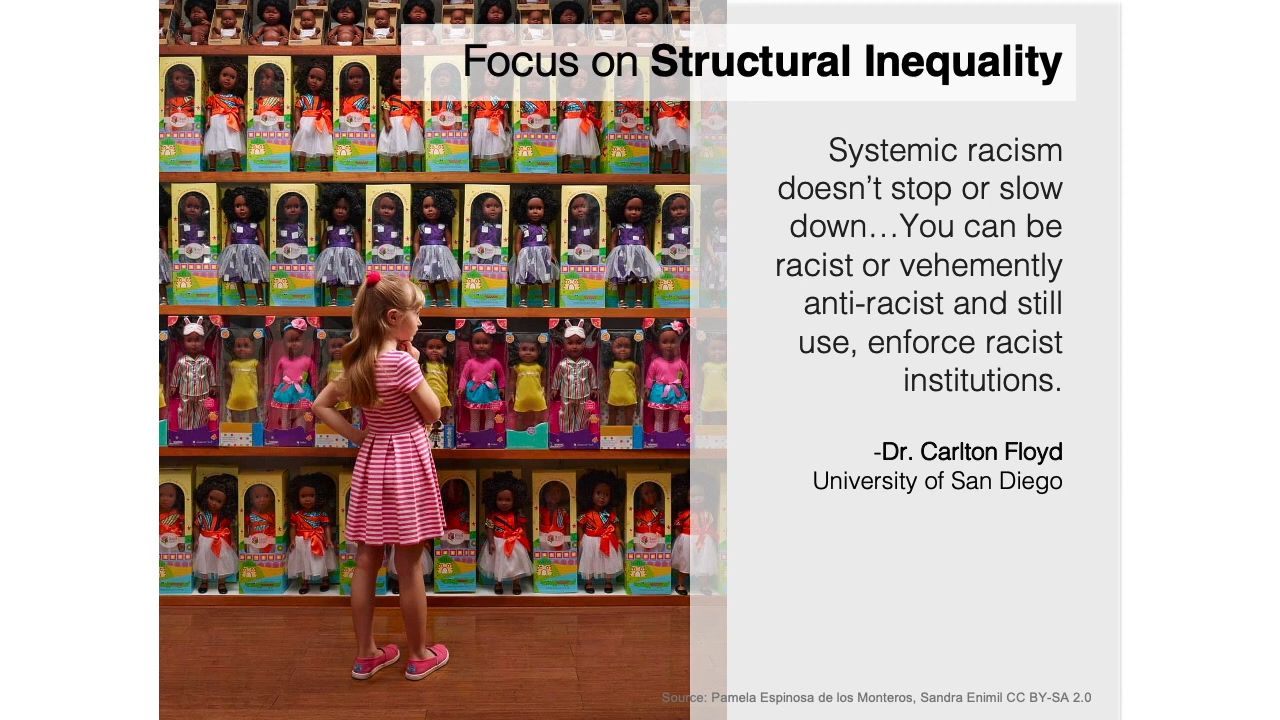 Focus on Structural Inequality
Systemic racism
doesn’t stop or slow
down…You can be
racist or vehemently
anti-racist and still
use, enforce racist
institutions.
-Dr. Carlton Floyd
University of San Diego
Source: Pamela Espinosa de los Monteros, Sandra Enimil CC BY-SA 2.0